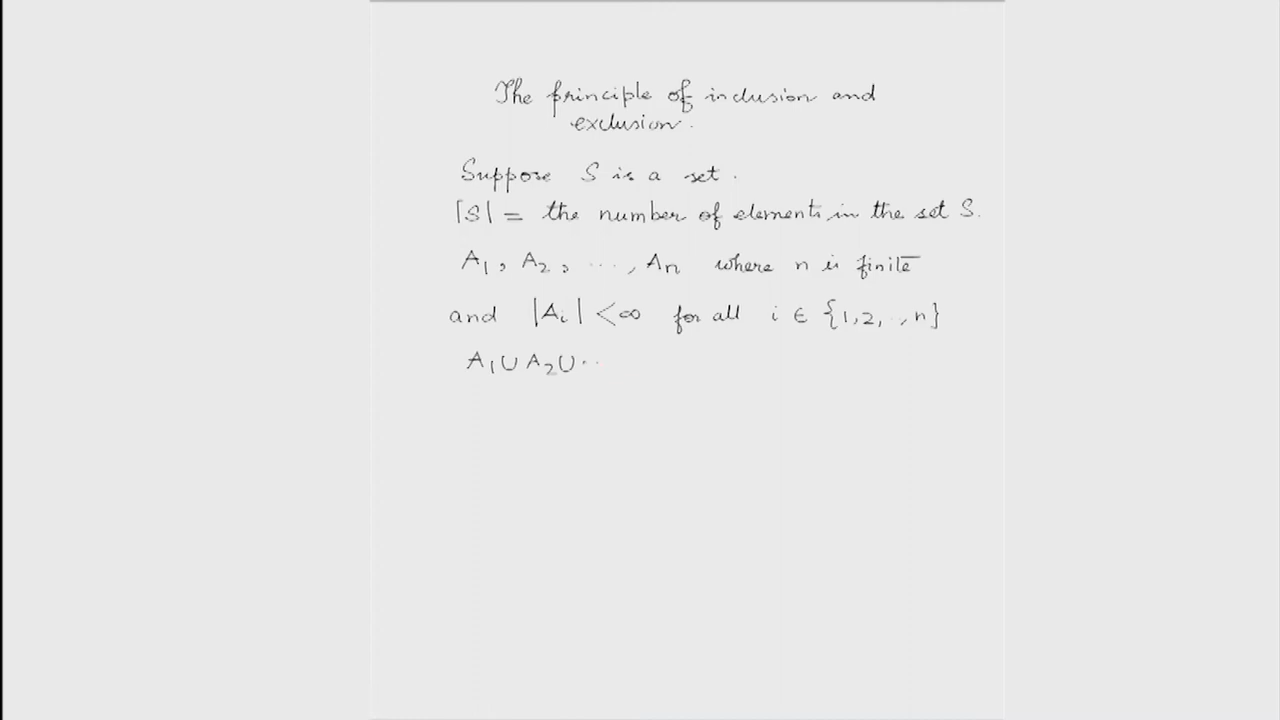 The principle of inclusion and
exclusion.
Suppose S is a set.
|S| = the number of elements in the set S.
A₁, A₂, ..., Aₙ where n is finite
and |Aᵢ| < ∞ for all i ∈ {1,2,..,n}
A₁ ∪ A₂ ∪ ...